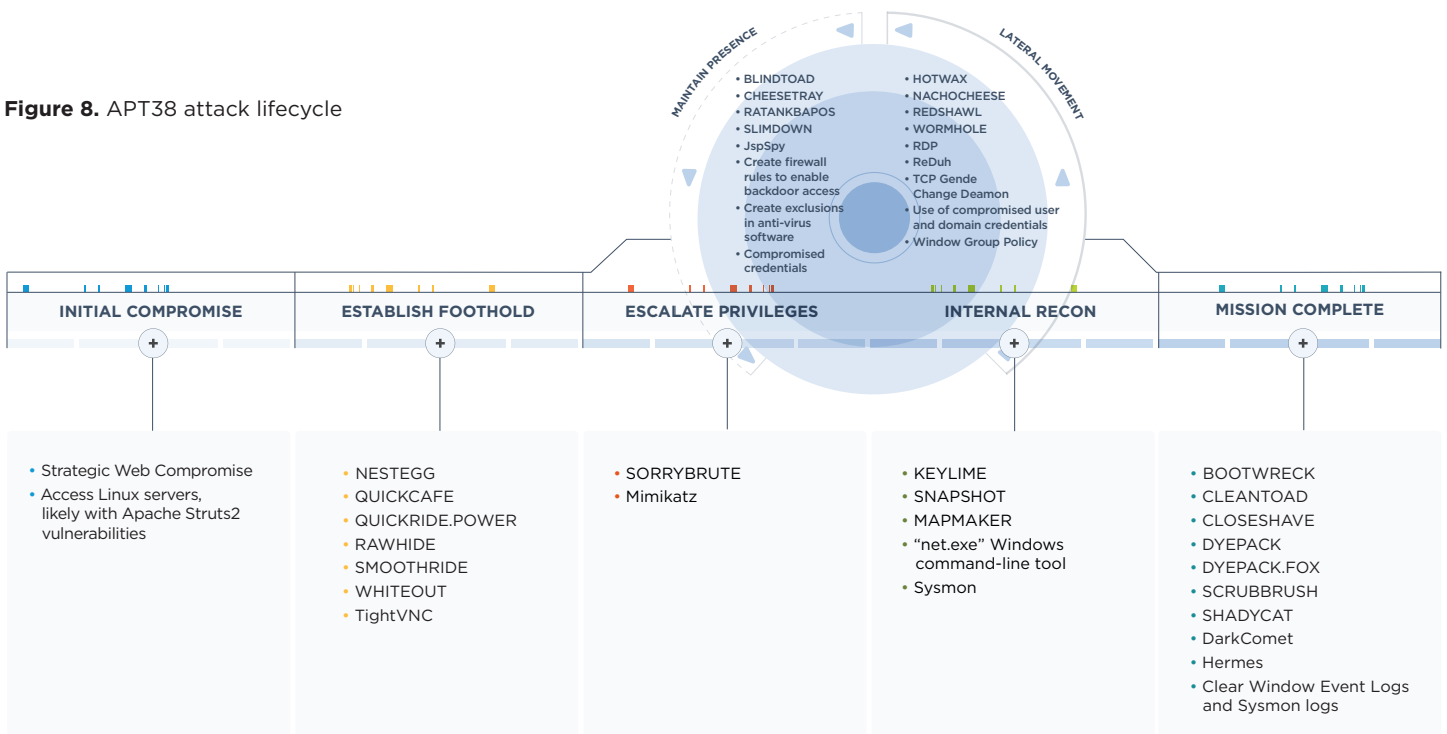 Figure 8. APT38 attack lifecycle
MAINTAIN PRESENCE
• BLINDTOAD
• CHEESETRAY
• RATANKBAPOS
• SLIMDOWN
• JspSpy
• Create firewall
rules to enable
backdoor access
• Create exclusions
in anti-virus
software
• Compromised
credentials
LATERAL MOVEMENT
• HOTWAX
• NACHOCHEESE
• REDSHAWL
• WORMHOLE
• RDP
• ReDuh
• TCP Gende
Change Deamon
• Use of compromised user
and domain credentials
• Window Group Policy
INITIAL COMPROMISE
+
• Strategic Web Compromise
• Access Linux servers,
likely with Apache Struts2
vulnerabilities
ESTABLISH FOOTHOLD
+
• NESTEGG
• QUICKCAFE
• QUICKRIDE.POWER
• RAWHIDE
• SMOOTHRIDE
• WHITEOUT
• TightVNC
ESCALATE PRIVILEGES
+
• SORRYBRUTE
• Mimikatz
INTERNAL RECON
+
• KEYLIME
• SNAPSHOT
• MAPMAKER
• “net.exe” Windows
command-line tool
• Sysmon
MISSION COMPLETE
+
• BOOTWRECK
• CLEANTOAD
• CLOSESHAVE
• DYEPACK
• DYEPACK.FOX
• SCRUBBRUSH
• SHADYCAT
• DarkComet
• Hermes
• Clear Window Event Logs
and Sysmon logs